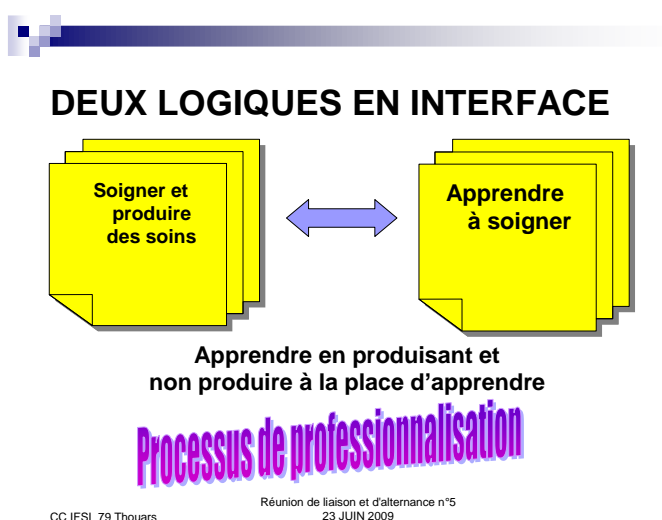 DEUX LOGIQUES EN INTERFACE
Soigner et
produire
des soins
Apprendre
à soigner
Apprendre en produisant et
non produire à la place d'apprendre
Processus de professionnalisation
Réunion de liaison et d'alternance n°5
CC IFSI 79 Thouars
23 JUIN 2009